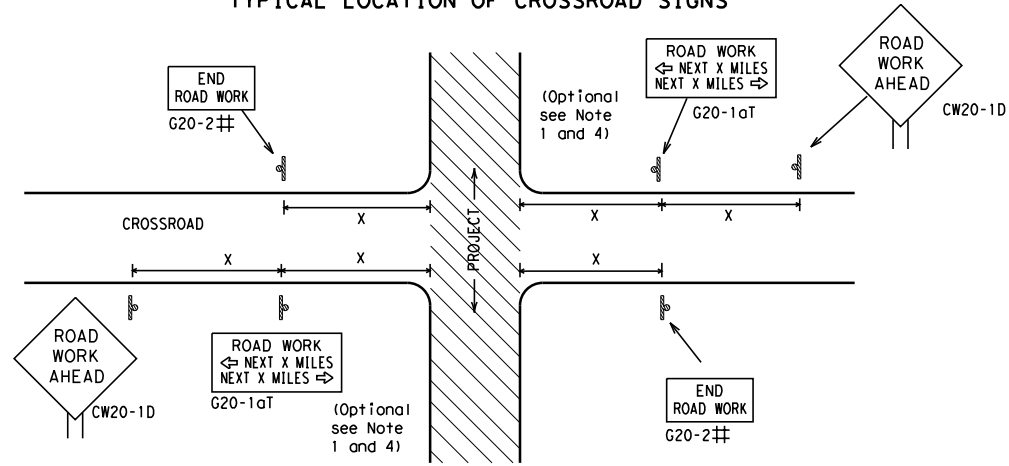 TYPICAL LOCATION OF CROSSROAD SIGNS
END
ROAD WORK
G20-2#
(Optional
see Note
1 and 4)
ROAD WORK
⇦ NEXT X MILES
NEXT X MILES ⇨
G20-1aT
ROAD
WORK
AHEAD
CW20-1D
X
X
X
CROSSROAD
PROJECT
X
X
X
ROAD
WORK
AHEAD
CW20-1D
ROAD WORK
⇦ NEXT X MILES
NEXT X MILES ⇨
G20-1aT
(Optional
see Note
1 and 4)
END
ROAD WORK
G20-2#